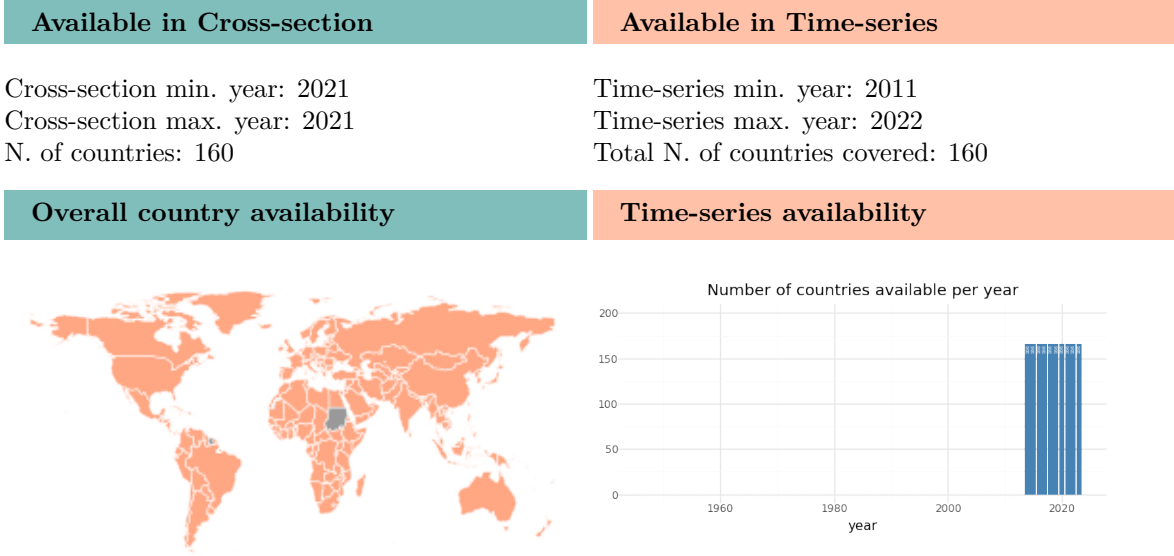 Available in Cross-section
Available in Time-series
Cross-section min. year: 2021
Cross-section max. year: 2021
N. of countries: 160
Time-series min. year: 2011
Time-series max. year: 2022
Total N. of countries covered: 160
Overall country availability
Time-series availability
Number of countries available per year
200
150
100
50
0
1960
1980
2000
2020
year